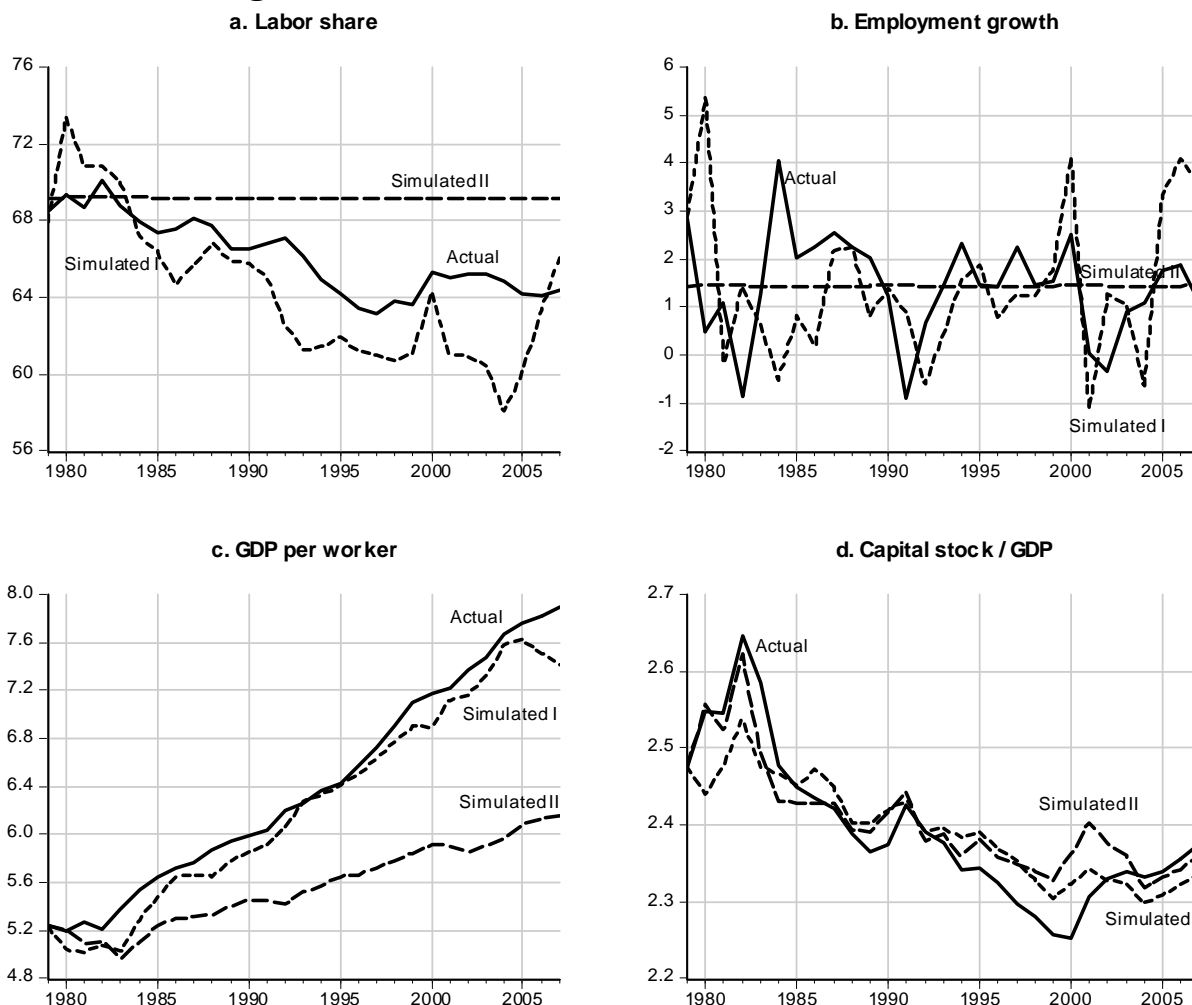 a. Labor share
76
72
68
64
60
56
Simulated II
Simulated I
Actual
1980 1985 1990 1995 2000 2005
b. Employment growth
6
5
4
3
2
1
0
-1
-2
Actual
Simulated II
Simulated I
1980 1985 1990 1995 2000 2005
c. GDP per worker
8.0
7.6
7.2
6.8
6.4
6.0
5.6
5.2
4.8
Actual
Simulated I
Simulated II
1980 1985 1990 1995 2000 2005
d. Capital stock / GDP
2.7
2.6
2.5
2.4
2.3
2.2
Actual
Simulated II
Simulated
1980 1985 1990 1995 2000 2005